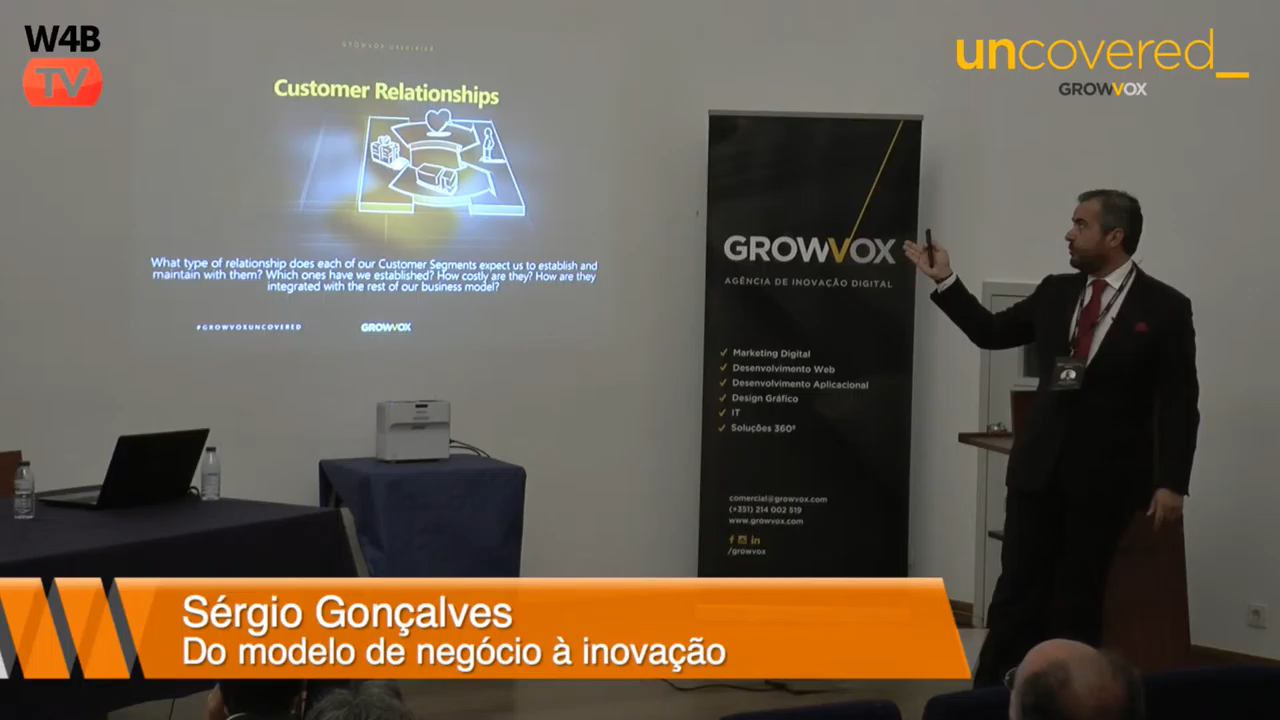 W4B
TV
uncovered_
GROWVOX
Customer Relationships
What type of relationship does each of our Customer Segments expect us to establish and
maintain with them? Which ones have we established? How costly are they? How are they
integrated with the rest of our business model?
#GROWVOXUNCOVERED
GROWVOX
GROWVOX
AGÊNCIA DE INOVAÇÃO DIGITAL
Marketing Digital
Desenvolvimento Web
Desenvolvimento Aplicacional
Design Gráfico
IT
Soluções 360º
comercial@growvox.com
(+351) 214 002 519
www.growvox.com
/growvox
Sérgio Gonçalves
Do modelo de negócio à inovação